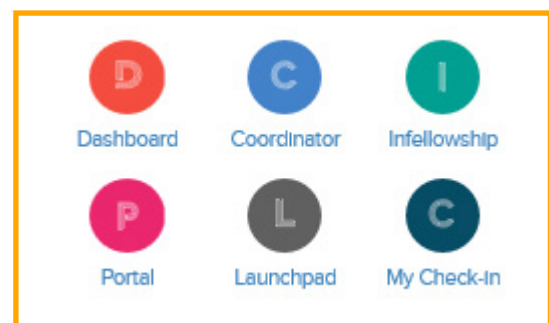 D C I
Dashboard Coordinator Infellowship
P L C
Portal Launchpad My Check-in